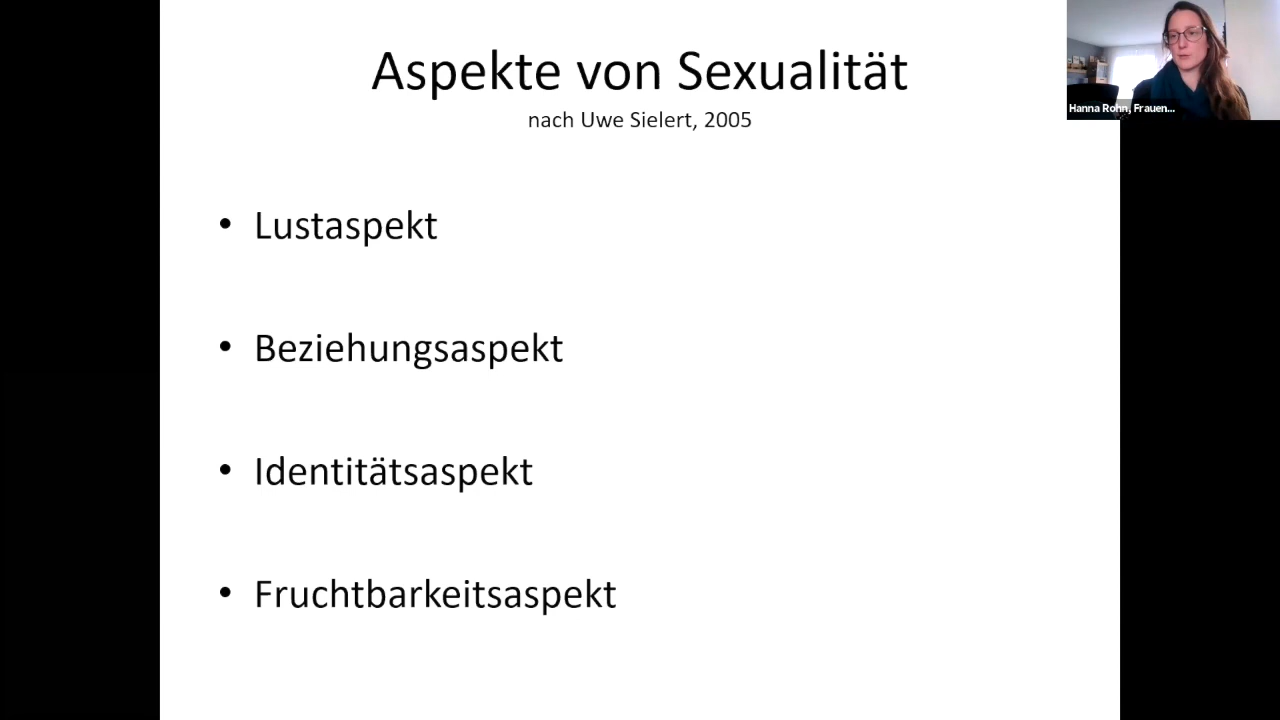 Aspekte von Sexualität
nach Uwe Sielert, 2005
Hanna Rohn, Frauen...
• Lustaspekt
• Beziehungsaspekt
• Identitätsaspekt
• Fruchtbarkeitsaspekt